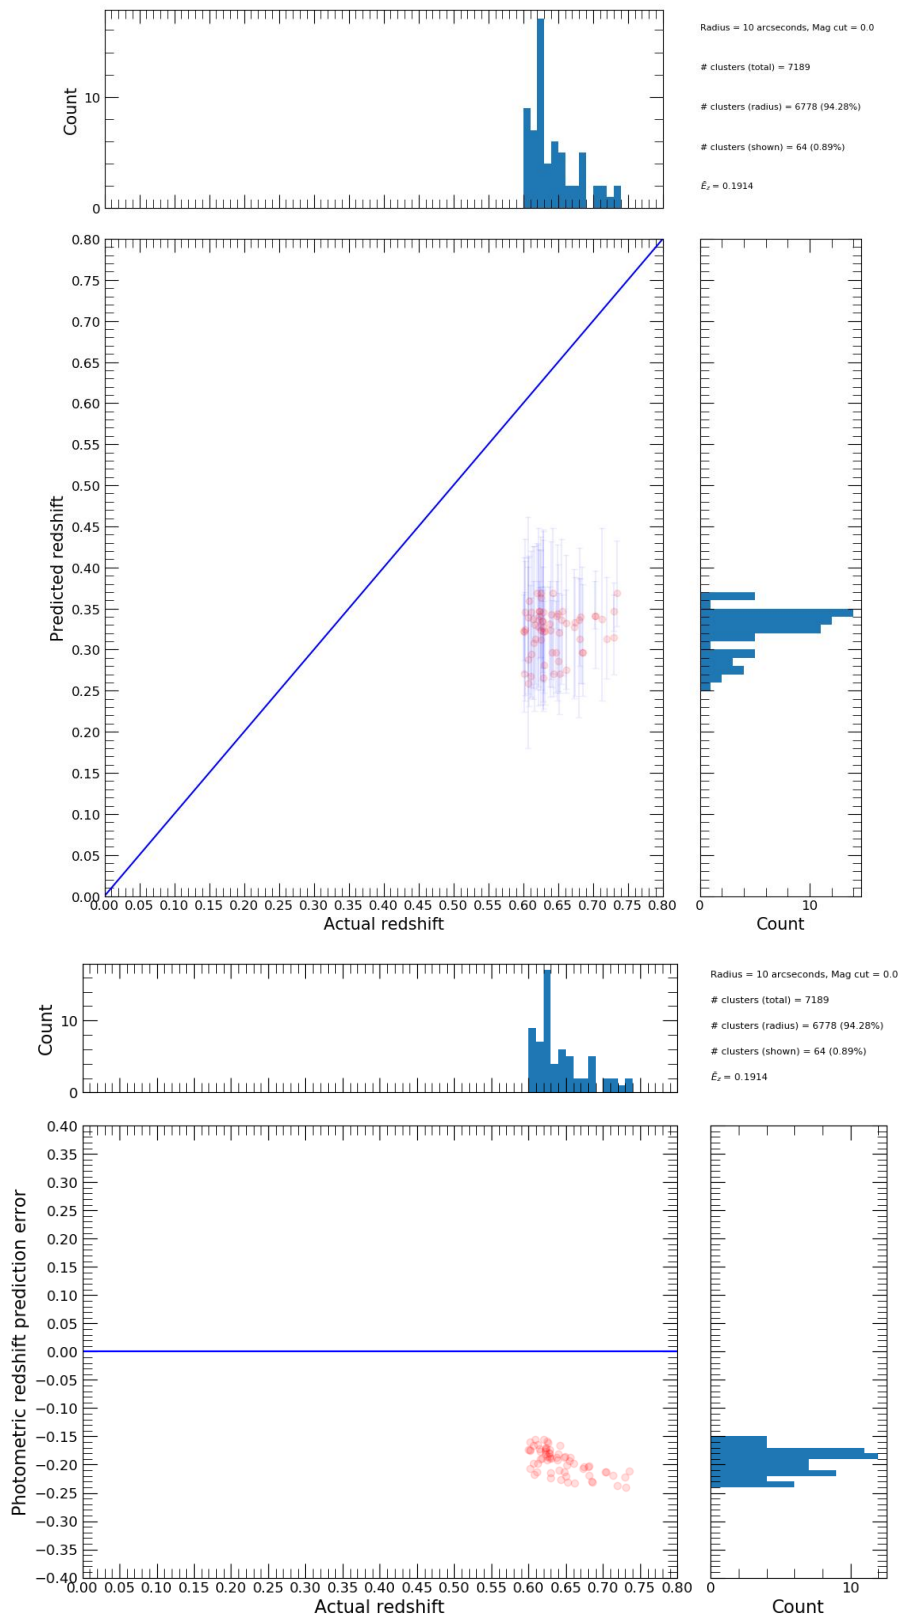 Radius = 10 arcseconds, Mag cut = 0.0
# clusters (total) = 7189
# clusters (radius) = 6778 (94.28%)
# clusters (shown) = 64 (0.89%)
Ē_z = 0.1914
Count
10
0
Predicted redshift
0.80
0.75
0.70
0.65
0.60
0.55
0.50
0.45
0.40
0.35
0.30
0.25
0.20
0.15
0.10
0.05
0.00
0.00 0.05 0.10 0.15 0.20 0.25 0.30 0.35 0.40 0.45 0.50 0.55 0.60 0.65 0.70 0.75 0.80
Actual redshift
0 10
Count
Radius = 10 arcseconds, Mag cut = 0.0
# clusters (total) = 7189
# clusters (radius) = 6778 (94.28%)
# clusters (shown) = 64 (0.89%)
Ē_z = 0.1914
Count
10
0
Photometric redshift prediction error
0.40
0.35
0.30
0.25
0.20
0.15
0.10
0.05
0.00
−0.05
−0.10
−0.15
−0.20
−0.25
−0.30
−0.35
−0.40
0.00 0.05 0.10 0.15 0.20 0.25 0.30 0.35 0.40 0.45 0.50 0.55 0.60 0.65 0.70 0.75 0.80
Actual redshift
0 10
Count